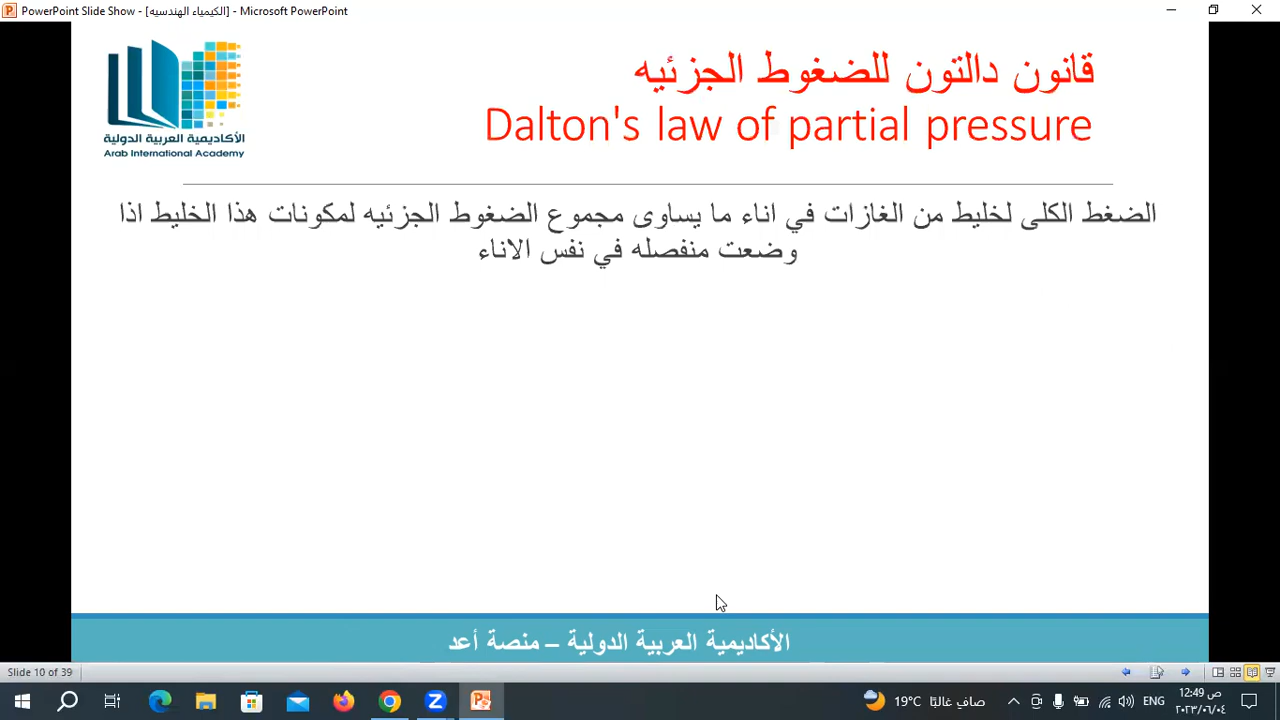 PowerPoint Slide Show - [الكيمياء الهندسيه] - Microsoft PowerPoint
الأكاديمية العربية الدولية
Arab International Academy
قانون دالتون للضغوط الجزئيه
Dalton's law of partial pressure
الضغط الكلى لخليط من الغازات في اناء ما يساوى مجموع الضغوط الجزئيه لمكونات هذا الخليط اذا
وضعت منفصله في نفس الاناء
الأكاديمية العربية الدولية – منصة أعد
Slide 10 of 39
19°C صافٍ غالبًا
ENG
12:49 ص
٢٠٢٣/٠٦/٠٤